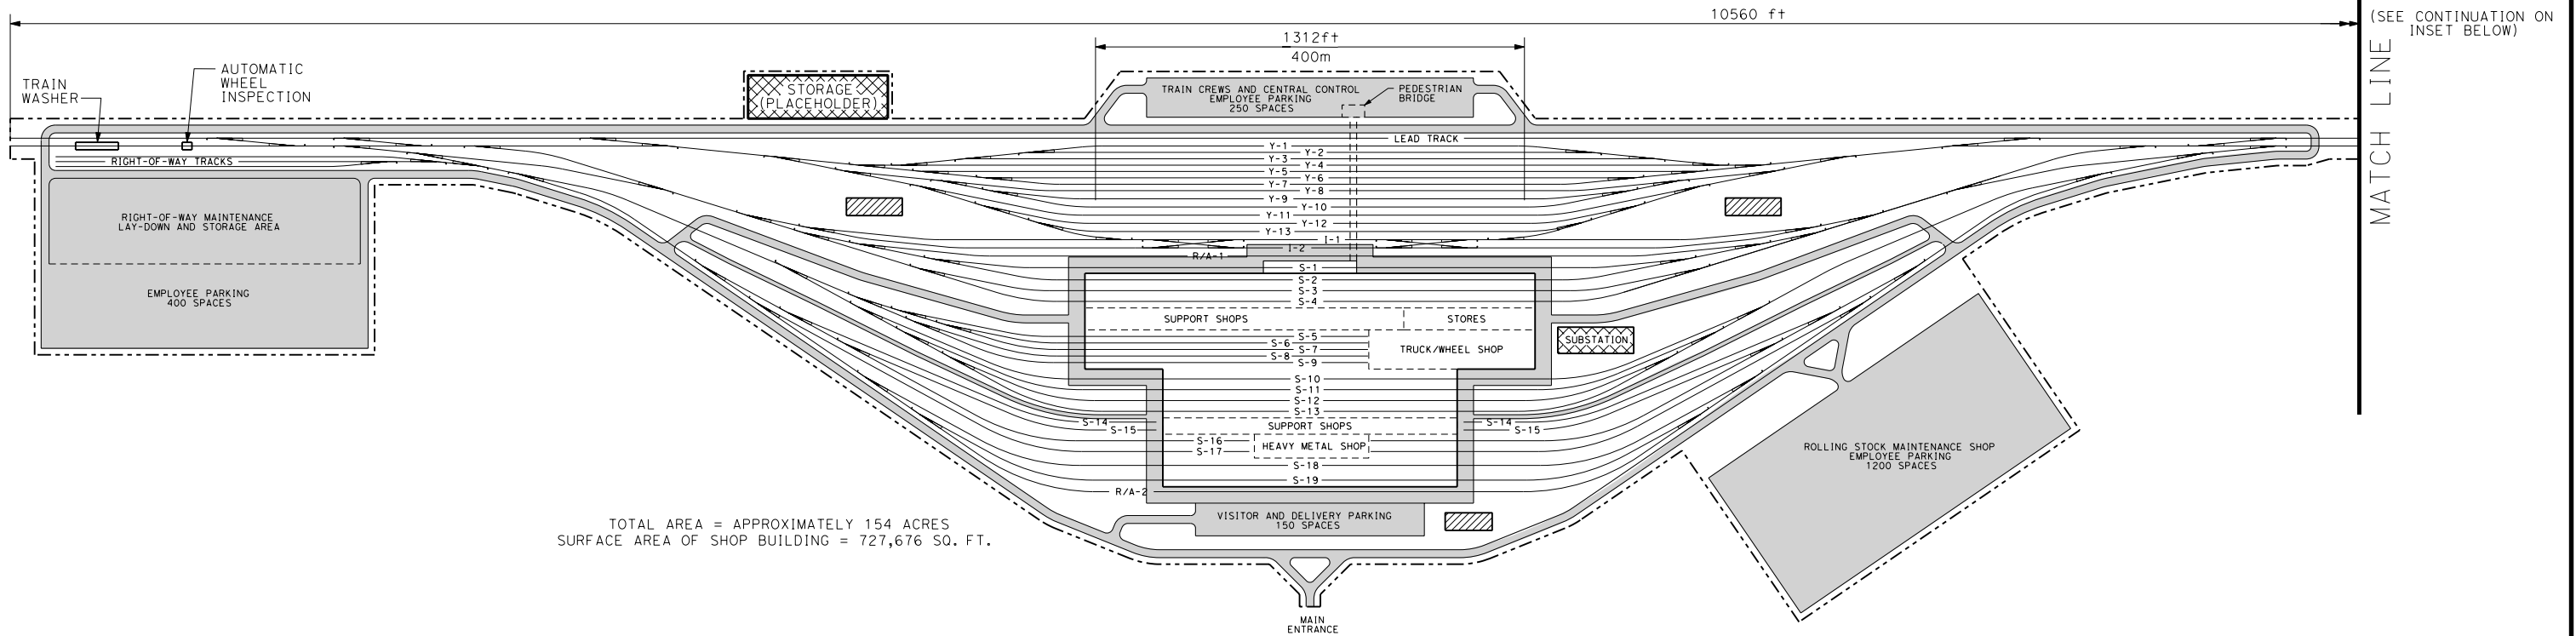 10560 ft
(SEE CONTINUATION ON
INSET BELOW)
MATCH LINE
1312ft
400m
TRAIN
WASHER
AUTOMATIC
WHEEL
INSPECTION
STORAGE
(PLACEHOLDER)
TRAIN CREWS AND CENTRAL CONTROL
EMPLOYEE PARKING
250 SPACES
PEDESTRIAN
BRIDGE
LEAD TRACK
RIGHT-OF-WAY TRACKS
Y-1
Y-2
Y-3
Y-4
Y-5
Y-6
Y-7
Y-8
Y-9
Y-10
Y-11
Y-12
Y-13
I-1
I-2
R/A-1
S-1
S-2
S-3
S-4
RIGHT-OF-WAY MAINTENANCE
LAY-DOWN AND STORAGE AREA
EMPLOYEE PARKING
400 SPACES
SUPPORT SHOPS
STORES
S-5
S-6
S-7
S-8
S-9
TRUCK/WHEEL SHOP
SUBSTATION
S-10
S-11
S-12
S-13
S-14
S-15
SUPPORT SHOPS
S-14
S-15
S-16
S-17
HEAVY METAL SHOP
S-18
S-19
R/A-2
ROLLING STOCK MAINTENANCE SHOP
EMPLOYEE PARKING
1200 SPACES
VISITOR AND DELIVERY PARKING
150 SPACES
TOTAL AREA = APPROXIMATELY 154 ACRES
SURFACE AREA OF SHOP BUILDING = 727,676 SQ. FT.
MAIN
ENTRANCE